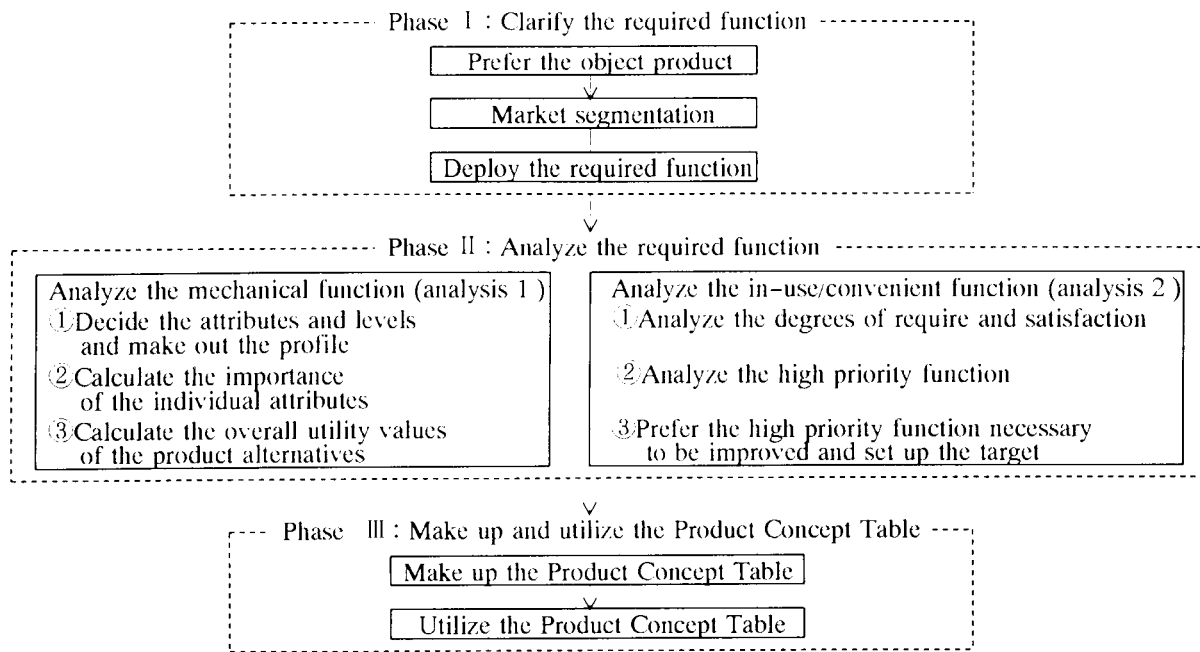 Phase Ⅰ : Clarify the required function
Prefer the object product
Market segmentation
Deploy the required function
Phase Ⅱ : Analyze the required function
Analyze the mechanical function (analysis 1 )
①Decide the attributes and levels
and make out the profile
②Calculate the importance
of the individual attributes
③Calculate the overall utility values
of the product alternatives
Analyze the in-use/convenient function (analysis 2 )
①Analyze the degrees of require and satisfaction
②Analyze the high priority function
③Prefer the high priority function necessary
to be improved and set up the target
Phase Ⅲ : Make up and utilize the Product Concept Table
Make up the Product Concept Table
Utilize the Product Concept Table